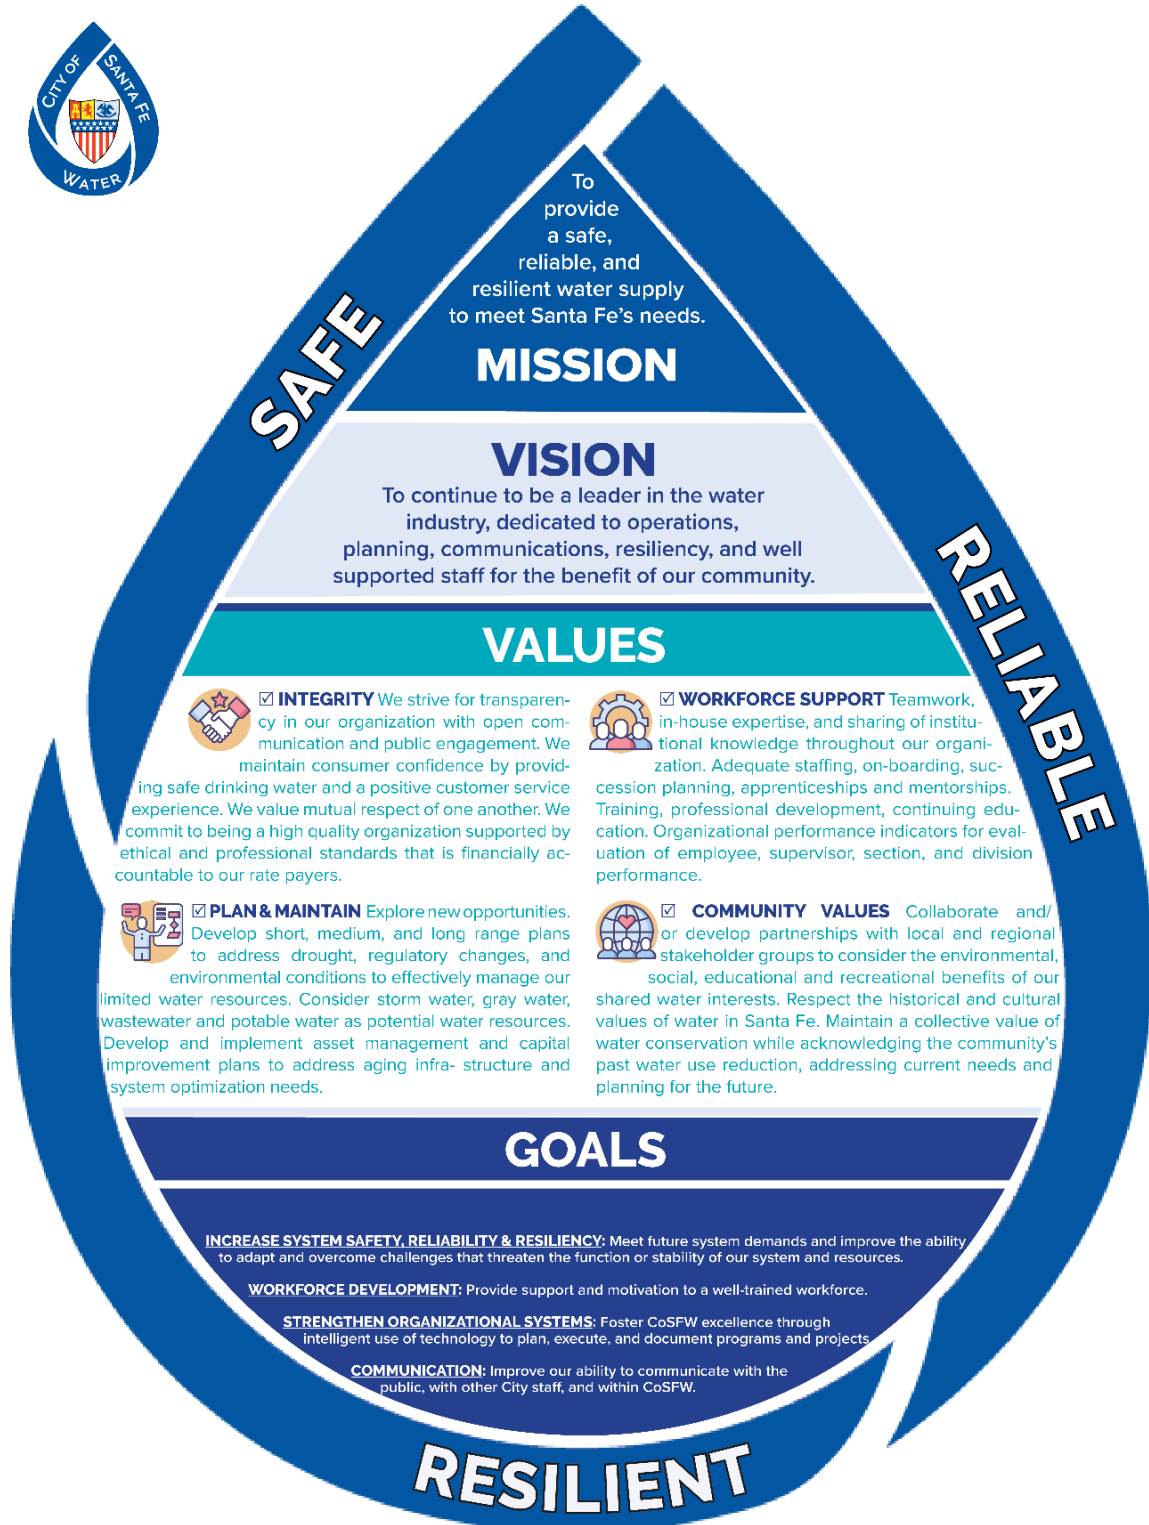 CITY OF
SANTA FE
WATER
To
provide
a safe,
reliable, and
resilient water supply
to meet Santa Fe's needs.
MISSION
SAFE
VISION
To continue to be a leader in the water
industry, dedicated to operations,
planning, communications, resiliency, and well
supported staff for the benefit of our community.
RELIABLE
VALUES
☑ INTEGRITY We strive for transparen-
cy in our organization with open com-
munication and public engagement. We
maintain consumer confidence by provid-
ing safe drinking water and a positive customer service
experience. We value mutual respect of one another. We
commit to being a high quality organization supported by
ethical and professional standards that is financially ac-
countable to our rate payers.
☑ WORKFORCE SUPPORT Teamwork,
in-house expertise, and sharing of institu-
tional knowledge throughout our organi-
zation. Adequate staffing, on-boarding, suc-
cession planning, apprenticeships and mentorships.
Training, professional development, continuing edu-
cation. Organizational performance indicators for eval-
uation of employee, supervisor, section, and division
performance.
☑ PLAN & MAINTAIN Explore new opportunities.
Develop short, medium, and long range plans
to address drought, regulatory changes, and
environmental conditions to effectively manage our
limited water resources. Consider storm water, gray water,
wastewater and potable water as potential water resources.
Develop and implement asset management and capital
improvement plans to address aging infra- structure and
system optimization needs.
☑ COMMUNITY VALUES Collaborate and/
or develop partnerships with local and regional
stakeholder groups to consider the environmental,
social, educational and recreational benefits of our
shared water interests. Respect the historical and cultural
values of water in Santa Fe. Maintain a collective value of
water conservation while acknowledging the community's
past water use reduction, addressing current needs and
planning for the future.
GOALS
INCREASE SYSTEM SAFETY, RELIABILITY & RESILIENCY: Meet future system demands and improve the ability
to adapt and overcome challenges that threaten the function or stability of our system and resources.
WORKFORCE DEVELOPMENT: Provide support and motivation to a well-trained workforce.
STRENGTHEN ORGANIZATIONAL SYSTEMS: Foster CoSFW excellence through
intelligent use of technology to plan, execute, and document programs and projects
COMMUNICATION: Improve our ability to communicate with the
public, with other City staff, and within CoSFW.
RESILIENT